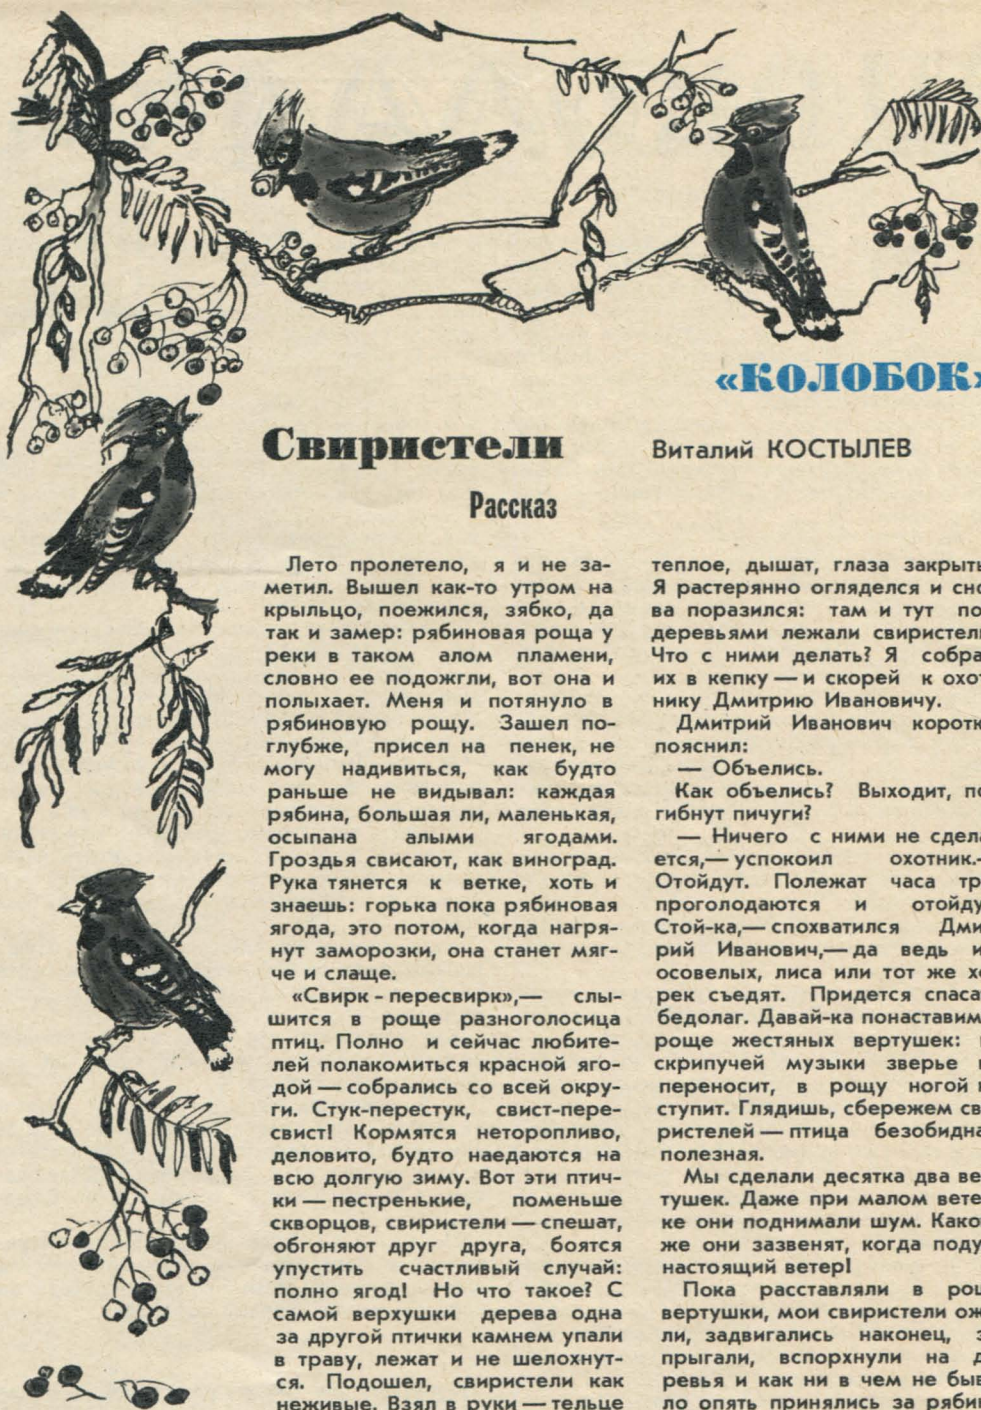 «КОЛОБОК»
Свиристели
Виталий КОСТЫЛЕВ
Рассказ
Лето пролетело, я и не за-
метил. Вышел как-то утром на
крыльцо, поежился, зябко, да
так и замер: рябиновая роща у
реки в таком алом пламени,
словно ее подожгли, вот она и
полыхает. Меня и потянуло в
рябиновую рощу. Зашел по-
глубже, присел на пенек, не
могу надивиться, как будто
раньше не видывал: каждая
рябина, большая ли, маленькая,
осыпана алыми ягодами.
Гроздья свисают, как виноград.
Рука тянется к ветке, хоть и
знаешь: горька пока рябиновая
ягода, это потом, когда нагря-
нут заморозки, она станет мяг-
че и слаще.
«Свирк - пересвирк»,— слы-
шится в роще разноголосица
птиц. Полно и сейчас любите-
лей полакомиться красной яго-
дой — собрались со всей окру-
ги. Стук-перестук, свист-пере-
свист! Кормятся неторопливо,
деловито, будто наедаются на
всю долгую зиму. Вот эти птич-
ки — пестренькие, поменьше
скворцов, свиристели — спешат,
обгоняют друг друга, боятся
упустить счастливый случай:
полно ягод! Но что такое? С
самой верхушки дерева одна
за другой птички камнем упали
в траву, лежат и не шелохнут-
ся. Подошел, свиристели как
неживые. Взял в руки — тельце
теплое, дышат, глаза закрыты
Я растерянно огляделся и сно
ва поразился: там и тут по
деревьями лежали свиристели
Что с ними делать? Я собра
их в кепку — и скорей к охот
нику Дмитрию Ивановичу.
Дмитрий Иванович коротк
пояснил:
— Объелись.
Как объелись? Выходит, по
гибнут пичуги?
— Ничего с ними не сдела
ется,— успокоил охотник.—
Отойдут. Полежат часа тр
проголодаются и отойду
Стой-ка,— спохватился Дми
рий Иванович,— да ведь и
осовелых, лиса или тот же хо
рек съедят. Придется спаса
бедолаг. Давай-ка понаставим
роще жестяных вертушек:
скрипучей музыки зверье н
переносит, в рощу ногой н
ступит. Глядишь, сбережем сви
ристелей — птица безобидна
полезная.
Мы сделали десятка два ве
тушек. Даже при малом вете
ке они поднимали шум. Како
же они зазвенят, когда поду
настоящий ветер!
Пока расставляли в рощ
вертушки, мои свиристели ож
ли, задвигались наконец, з
прыгали, вспорхнули на д
ревья и как ни в чем не быв
ло опять принялись за рябин